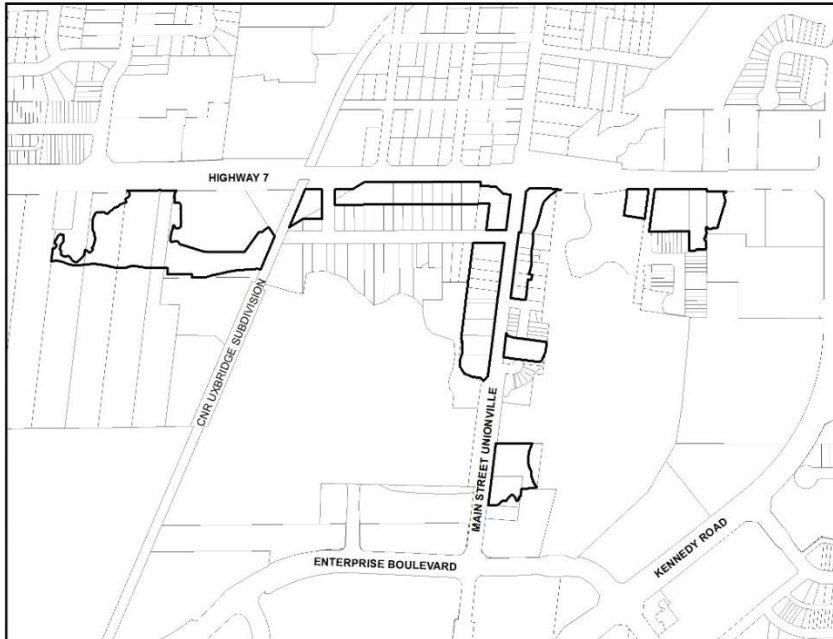 HIGHWAY 7
CNR UXBRIDGE SUBDIVISION
MAIN STREET UNIONVILLE
KENNEDY ROAD
ENTERPRISE BOULEVARD